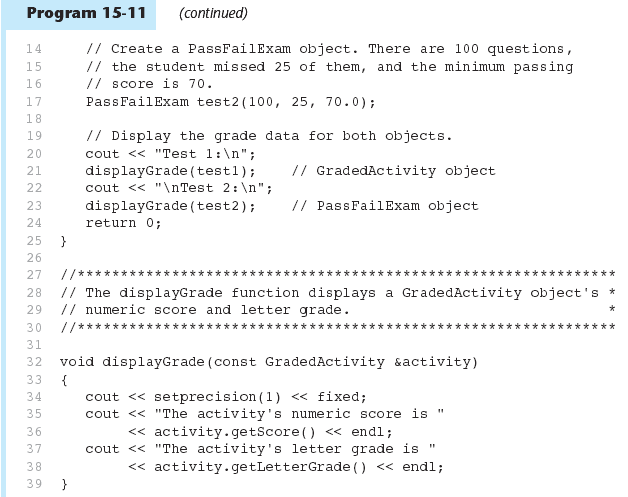 Program 15-11 (continued)
14 // Create a PassFailExam object. There are 100 questions,
15 // the student missed 25 of them, and the minimum passing
16 // score is 70.
17 PassFailExam test2(100, 25, 70.0);
18
19 // Display the grade data for both objects.
20 cout << "Test 1:\n";
21 displayGrade(test1); // GradedActivity object
22 cout << "\nTest 2:\n";
23 displayGrade(test2); // PassFailExam object
24 return 0;
25 }
26
27 //***************************************************************
28 // The displayGrade function displays a GradedActivity object's *
29 // numeric score and letter grade. *
30 //***************************************************************
31
32 void displayGrade(const GradedActivity &activity)
33 {
34 cout << setprecision(1) << fixed;
35 cout << "The activity's numeric score is "
36 << activity.getScore() << endl;
37 cout << "The activity's letter grade is "
38 << activity.getLetterGrade() << endl;
39 }